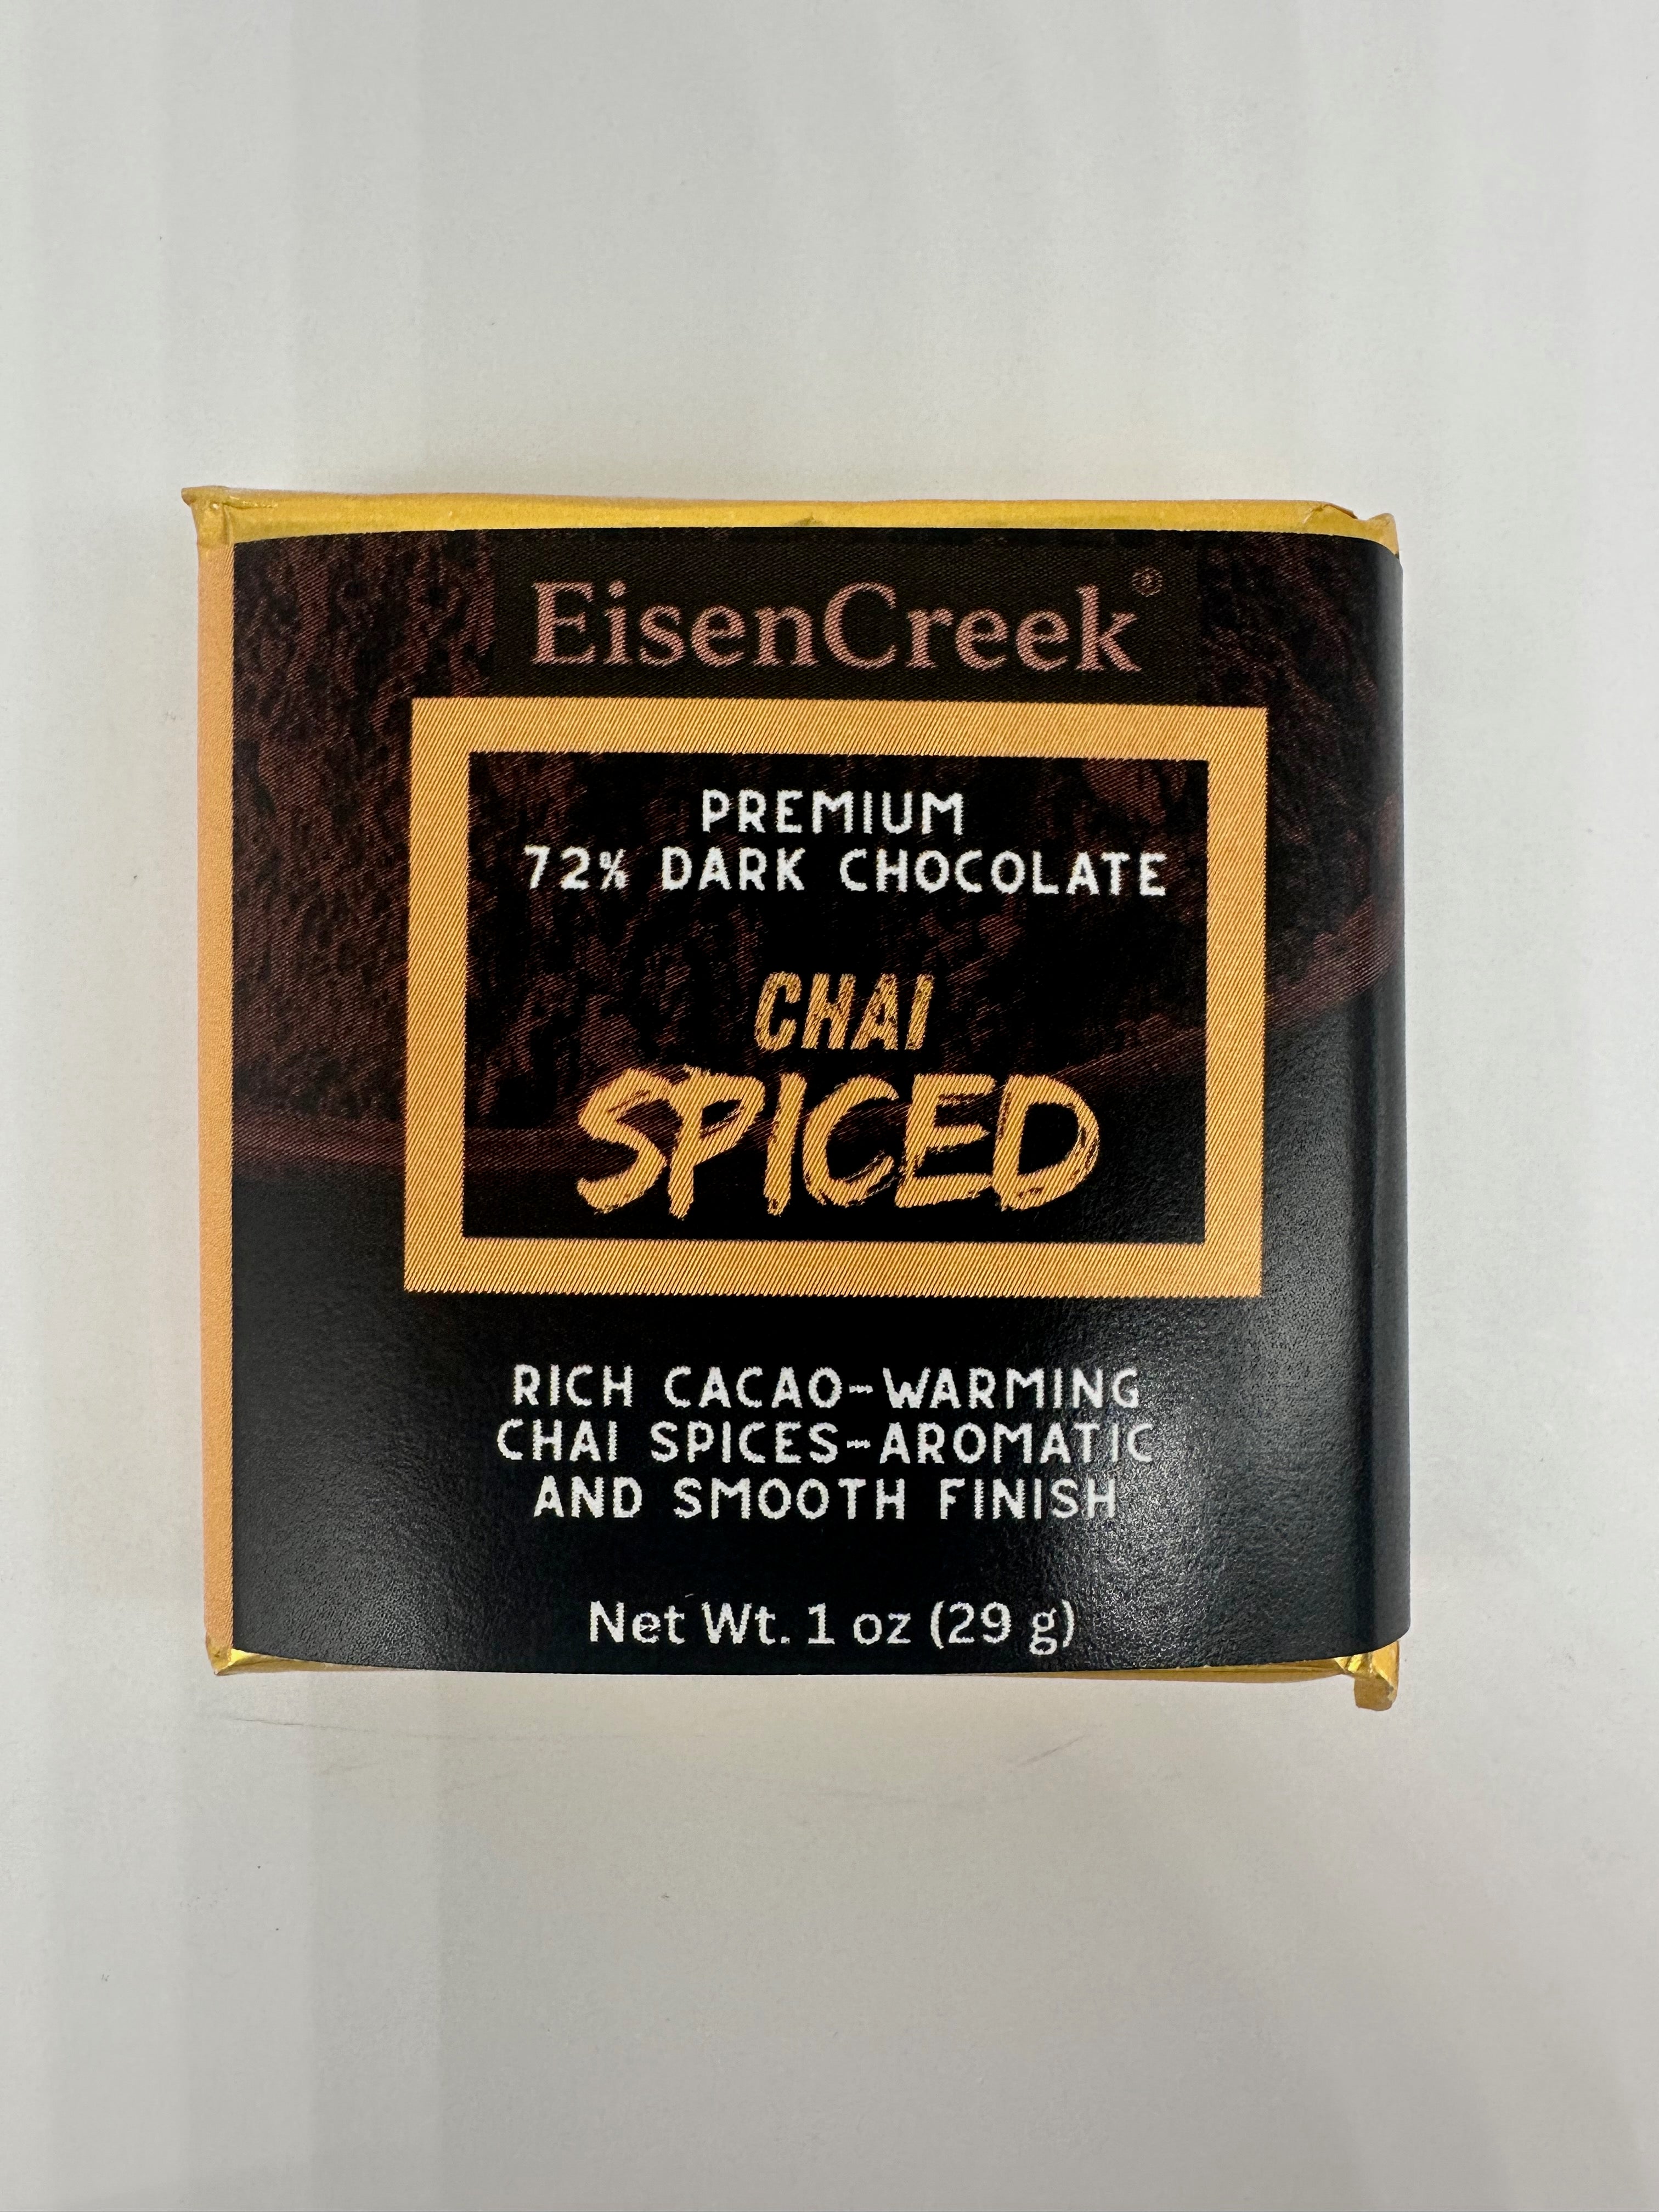 EisenCreek®
PREMIUM
72% DARK CHOCOLATE
CHAI
SPICED
RICH CACAO-WARMING
CHAI SPICES-AROMATIC
AND SMOOTH FINISH
Net Wt. 1 oz (29 g)